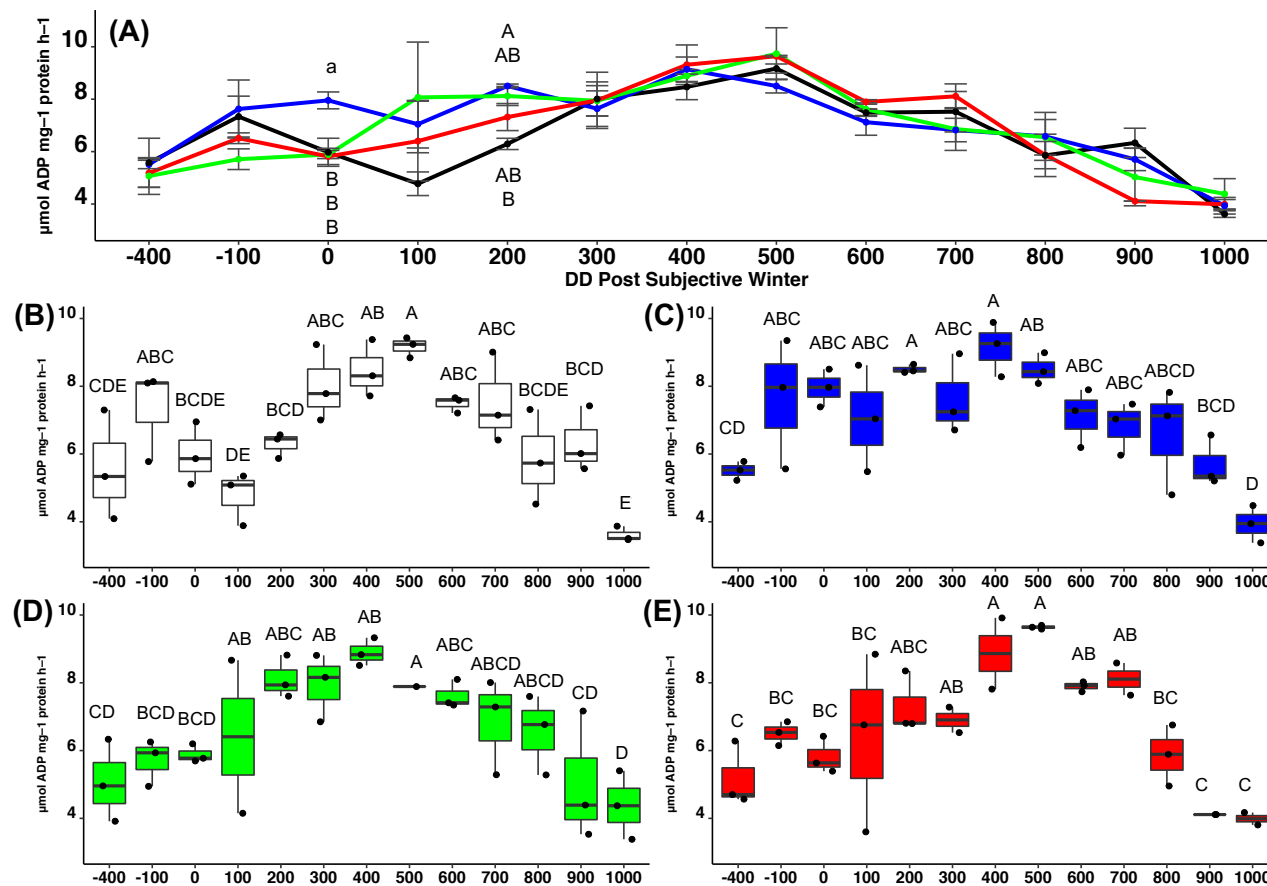 (A)
µmol ADP mg−1 protein h−1
10
8
6
4
a
A
AB
B
B
B
AB
B
-400 -100 0 100 200 300 400 500 600 700 800 900 1000
DD Post Subjective Winter
(B)
µmol ADP mg−1 protein h−1
10
8
6
4
CDE ABC BCDE DE BCD ABC AB A ABC ABC BCDE BCD E
-400 -100 0 100 200 300 400 500 600 700 800 900 1000
(C)
µmol ADP mg−1 protein h−1
10
8
6
4
CD ABC ABC ABC A ABC A AB ABC ABC ABCD BCD D
-400 -100 0 100 200 300 400 500 600 700 800 900 1000
(D)
µmol ADP mg−1 protein h−1
10
8
6
4
CD BCD BCD AB ABC AB AB A ABC ABCD ABCD CD D
-400 -100 0 100 200 300 400 500 600 700 800 900 1000
(E)
µmol ADP mg−1 protein h−1
10
8
6
4
C BC BC BC ABC AB A A AB AB BC C C
-400 -100 0 100 200 300 400 500 600 700 800 900 1000